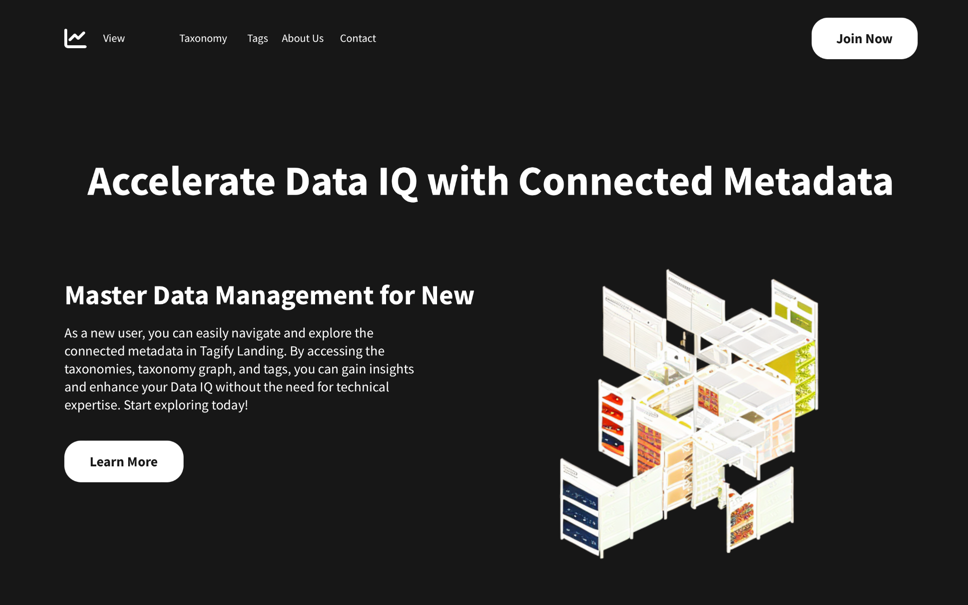 View Taxonomy Tags About Us Contact Join Now
Accelerate Data IQ with Connected Metadata
Master Data Management for New
As a new user, you can easily navigate and explore the
connected metadata in Tagify Landing. By accessing the
taxonomies, taxonomy graph, and tags, you can gain insights
and enhance your Data IQ without the need for technical
expertise. Start exploring today!
Learn More